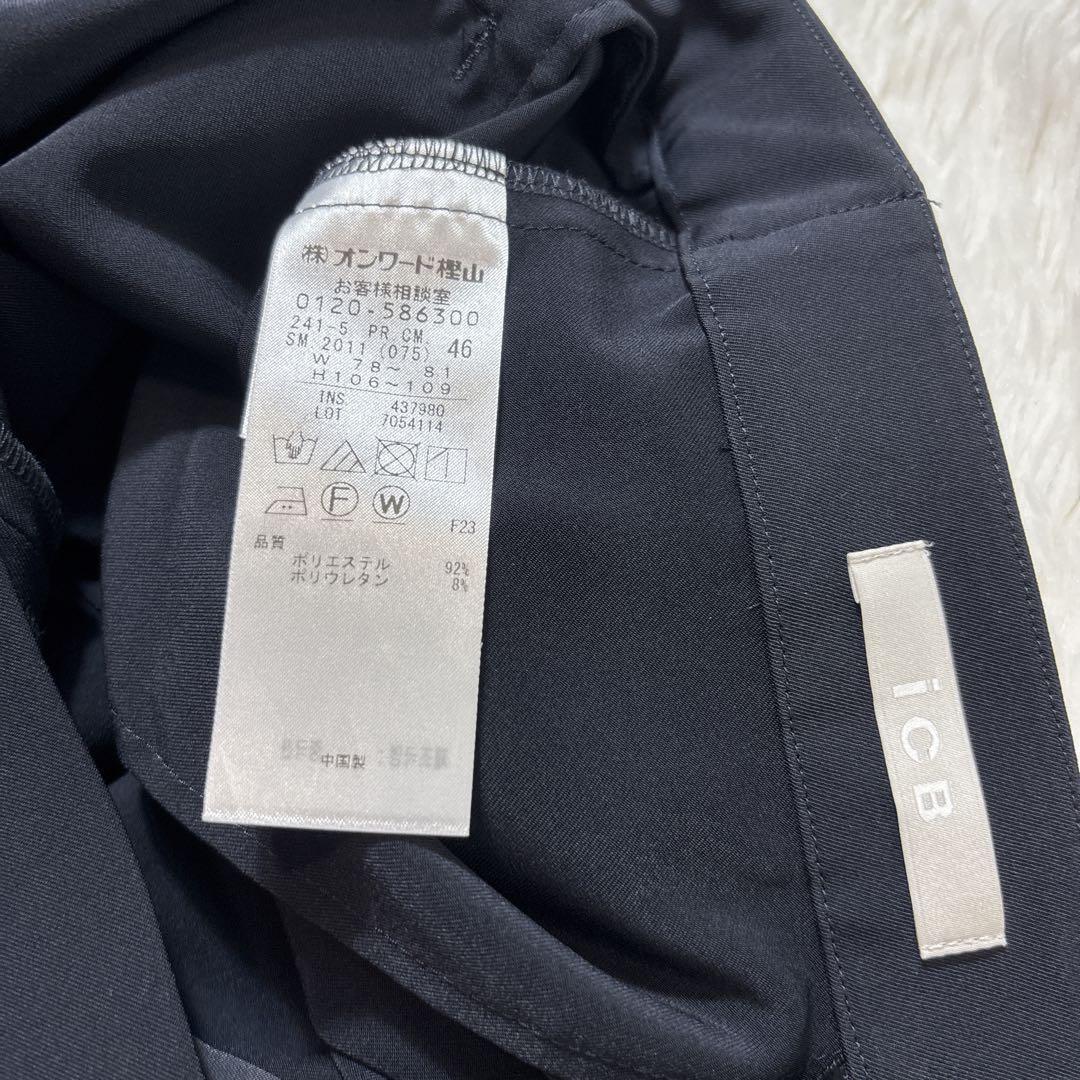 ㈱オンワード樫山
お客様相談室
0120-586300
241-5 PR CM 46
SM 2011 (075)
W 78～ 81
H106～109
INS 437980
LOT 7054114
F
W
F23
品質
ポリエステル 92%
ポリウレタン 8%
中国製
iCB